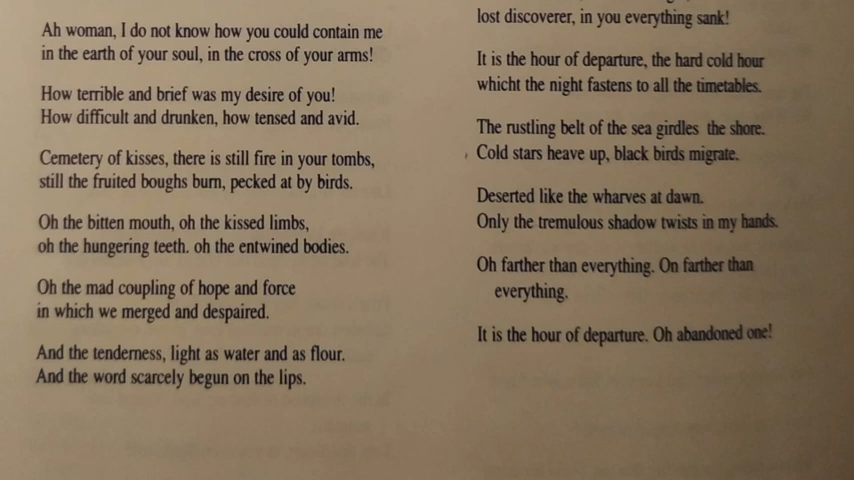 Ah woman, I do not know how you could contain me
in the earth of your soul, in the cross of your arms!
How terrible and brief was my desire of you!
How difficult and drunken, how tensed and avid.
Cemetery of kisses, there is still fire in your tombs,
still the fruited boughs burn, pecked at by birds.
Oh the bitten mouth, oh the kissed limbs,
oh the hungering teeth. oh the entwined bodies.
Oh the mad coupling of hope and force
in which we merged and despaired.
And the tenderness, light as water and as flour.
And the word scarcely begun on the lips.
lost discoverer, in you everything sank!
It is the hour of departure, the hard cold hour
whicht the night fastens to all the timetables.
The rustling belt of the sea girdles the shore.
Cold stars heave up, black birds migrate.
Deserted like the wharves at dawn.
Only the tremulous shadow twists in my hands.
Oh farther than everything. On farther than
everything.
It is the hour of departure. Oh abandoned one!